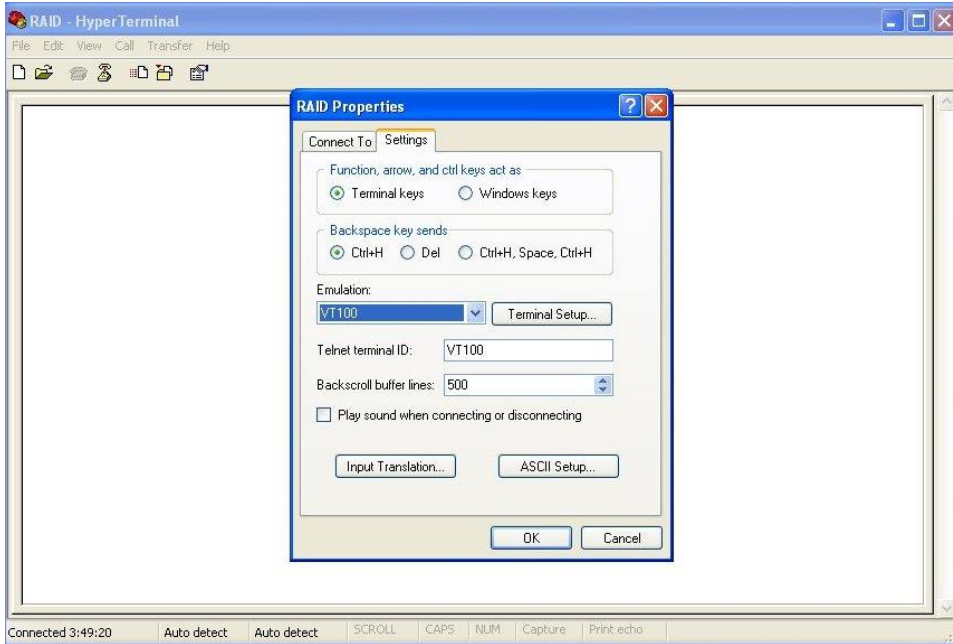 RAID - HyperTerminal
File Edit View Call Transfer Help
RAID Properties
Connect To Settings
Function, arrow, and ctrl keys act as
Terminal keys Windows keys
Backspace key sends
Ctrl+H Del Ctrl+H, Space, Ctrl+H
Emulation:
VT100 Terminal Setup...
Telnet terminal ID: VT100
Backscroll buffer lines: 500
Play sound when connecting or disconnecting
Input Translation... ASCII Setup...
OK Cancel
Connected 3:49:20 Auto detect Auto detect SCROLL CAPS NUM Capture Print echo